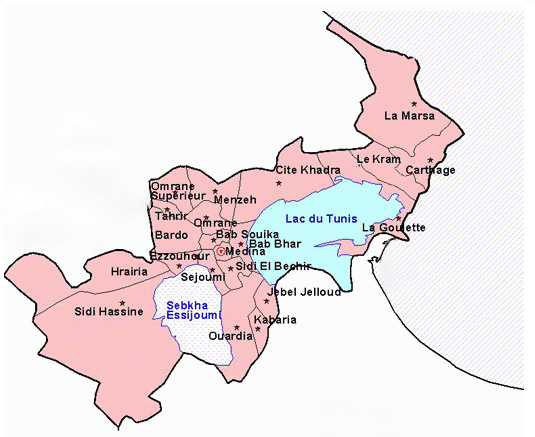 La Marsa
Le Kram
Carthage
Cite Khadra
Omrane
Superieur
Menzeh
Tahrir
Omrane
Lac du Tunis
La Goulette
Bardo
Bab Souika
Bab Bhar
Medina
Ezzouhour
Sidi El Bechir
Hrairia
Sejoumi
Jebel Jelloud
Sebkha
Essijoumi
Sidi Hassine
Kabaria
Ouardia